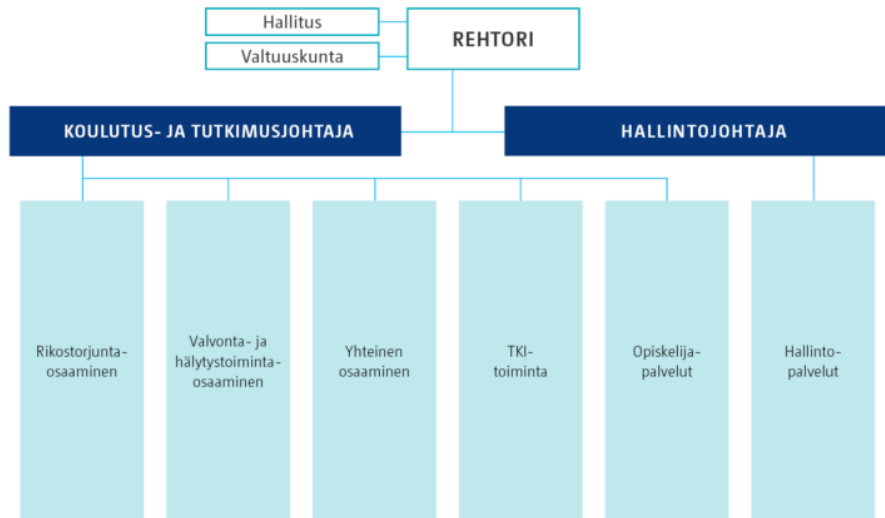 Hallitus
REHTORI
Valtuuskunta
KOULUTUS- JA TUTKIMUSJOHTAJA
HALLINTOJOHTAJA
Rikostorjunta-
osaaminen
Valvonta- ja
hälytystoiminta-
osaaminen
Yhteinen
osaaminen
TKI-
toiminta
Opiskelija-
palvelut
Hallinto-
palvelut